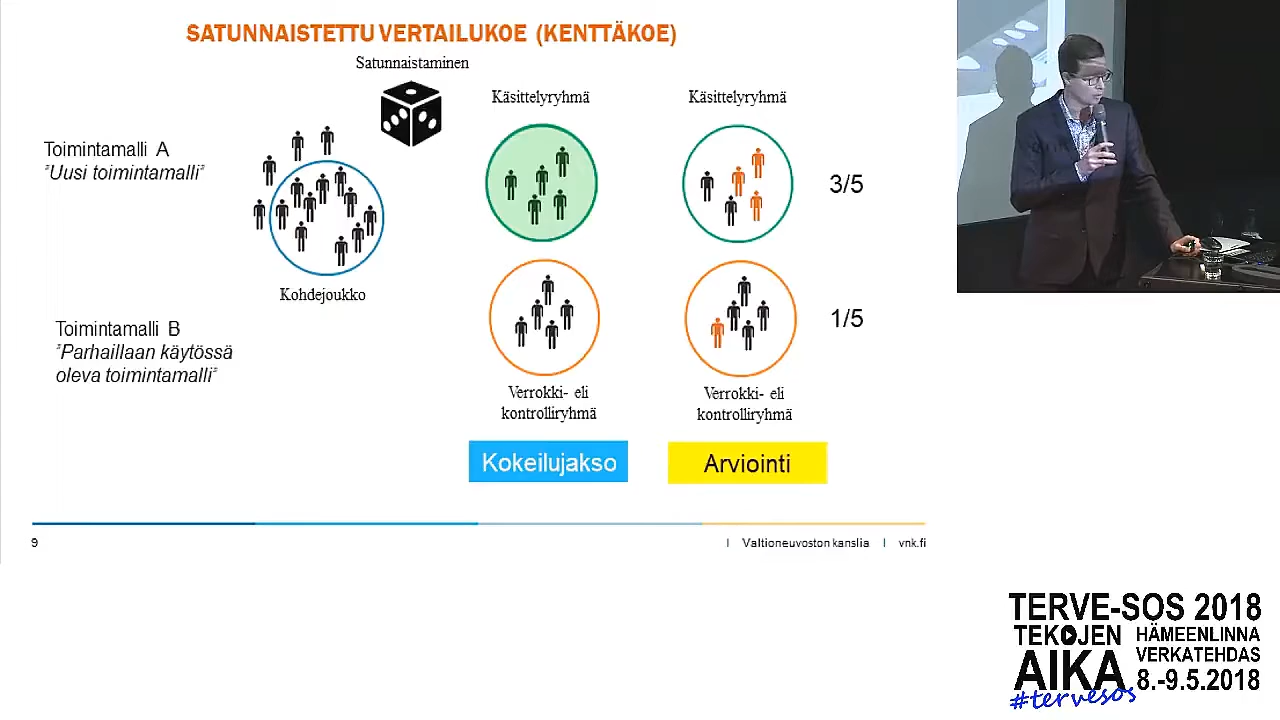 SATUNNAISTETTU VERTAILUKOE (KENTTÄKOE)
Satunnaistaminen
Käsittelyryhmä
Käsittelyryhmä
Toimintamalli A
"Uusi toimintamalli"
3/5
Kohdejoukko
Toimintamalli B
"Parhaillaan käytössä
oleva toimintamalli"
1/5
Verrokki- eli
kontrolliryhmä
Verrokki- eli
kontrolliryhmä
Kokeilujakso
Arviointi
9
I Valtioneuvoston kanslia I vnk.fi
TERVE-SOS 2018
TEKOJEN
AIKA
HÄMEENLINNA
VERKATEHDAS
8.-9.5.2018
#tervesos